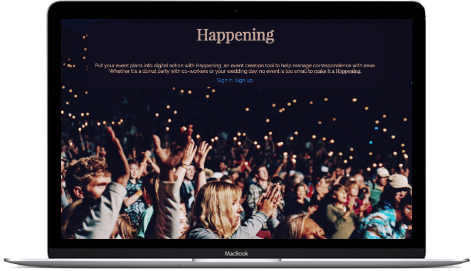 Happening
Put your event plans into digital action with Happening, an event creation tool to help manage correspondence with ease.
Whether it's a donut party with co-workers or your wedding day, no event is too small to make it a Happening.
Sign in Sign up
MacBook